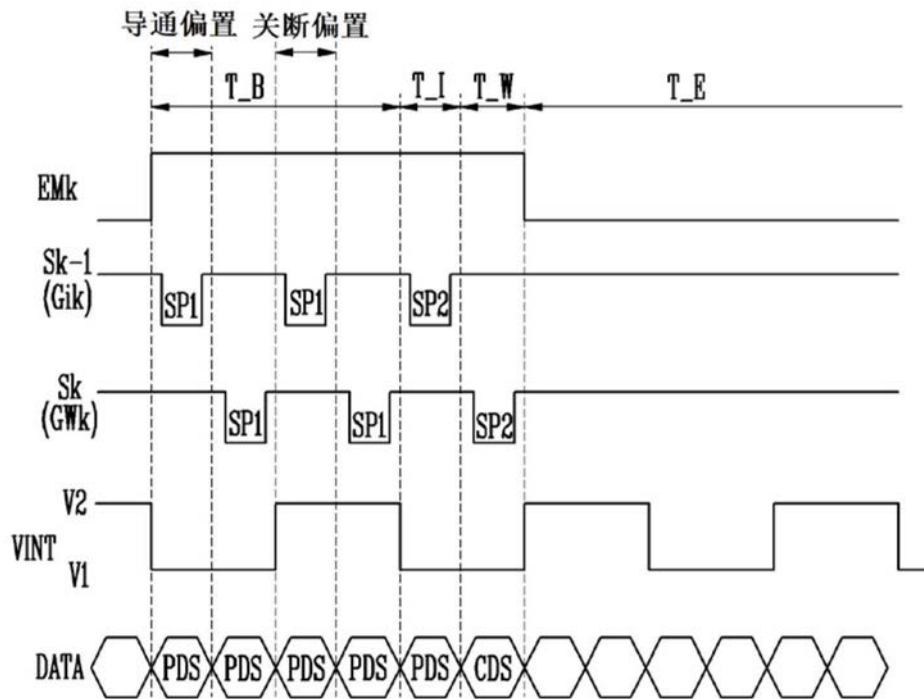 导通偏置 关断偏置
T_B T_I T_W T_E
EMk
Sk-1
(Gik)
SP1 SP1 SP2
Sk
(GWk)
SP1 SP1 SP2
V2
VINT
V1
DATA PDS PDS PDS PDS PDS CDS